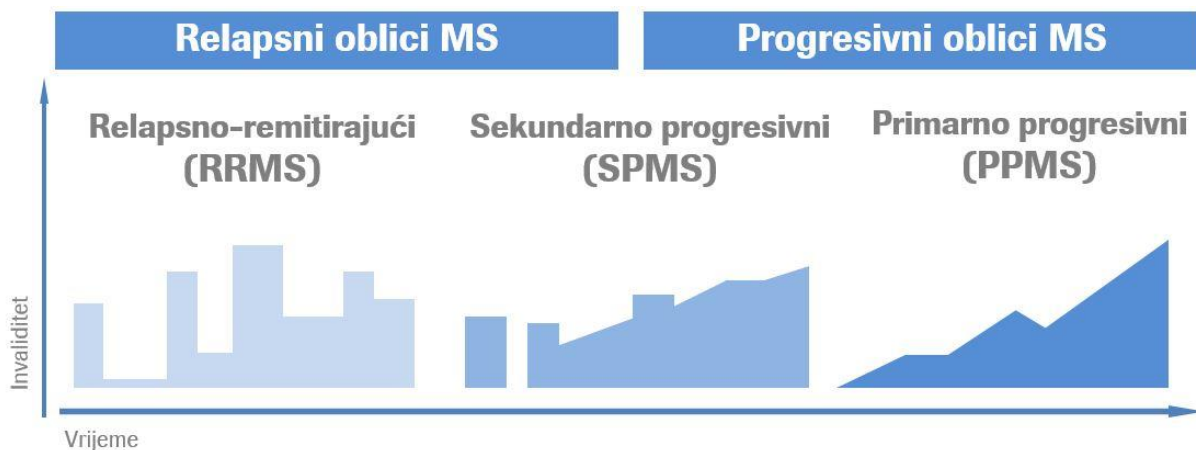 Relapsni oblici MS
Progresivni oblici MS
Relapsno-remitirajući
(RRMS)
Sekundarno progresivni
(SPMS)
Primarno progresivni
(PPMS)
Invaliditet
Vrijeme